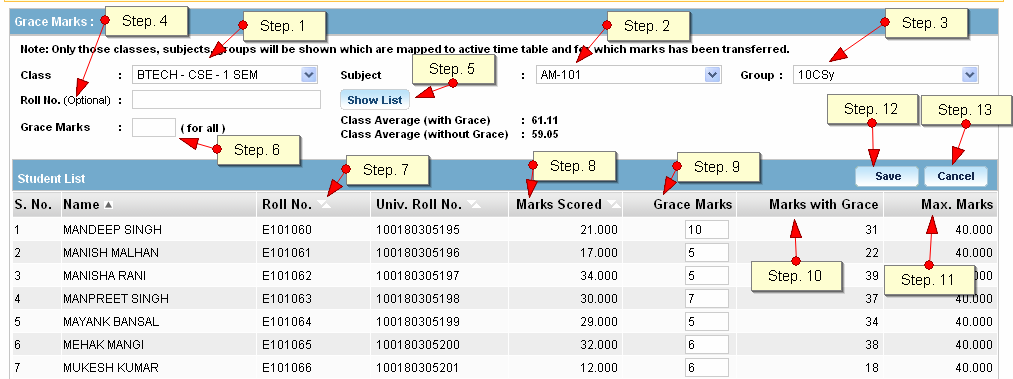 Grace Marks :
Step. 4
Step. 1
Step. 2
Step. 3
Note: Only those classes, subjects, groups will be shown which are mapped to active time table and for which marks has been transferred.
Class : BTECH - CSE - 1 SEM
Subject : AM-101
Group : 10CSy
Step. 5
Roll No. (Optional) :
Show List
Step. 12
Step. 13
Class Average (with Grace) : 61.11
Grace Marks : ( for all )
Class Average (without Grace) : 59.05
Step. 6
Step. 7
Step. 8
Step. 9
Student List
Save
Cancel
S. No. Name Roll No. Univ. Roll No. Marks Scored Grace Marks Marks with Grace Max. Marks
1 MANDEEP SINGH E101060 100180305195 21.000 10 31 40.000
2 MANISH MALHAN E101061 100180305196 17.000 5 22 40.000
3 MANISHA RANI E101062 100180305197 34.000 5 39 40.000
Step. 10
Step. 11
4 MANPREET SINGH E101063 100180305198 30.000 7 37 40.000
5 MAYANK BANSAL E101064 100180305199 29.000 5 34 40.000
6 MEHAK MANGI E101065 100180305200 32.000 6 38 40.000
7 MUKESH KUMAR E101066 100180305201 12.000 6 18 40.000